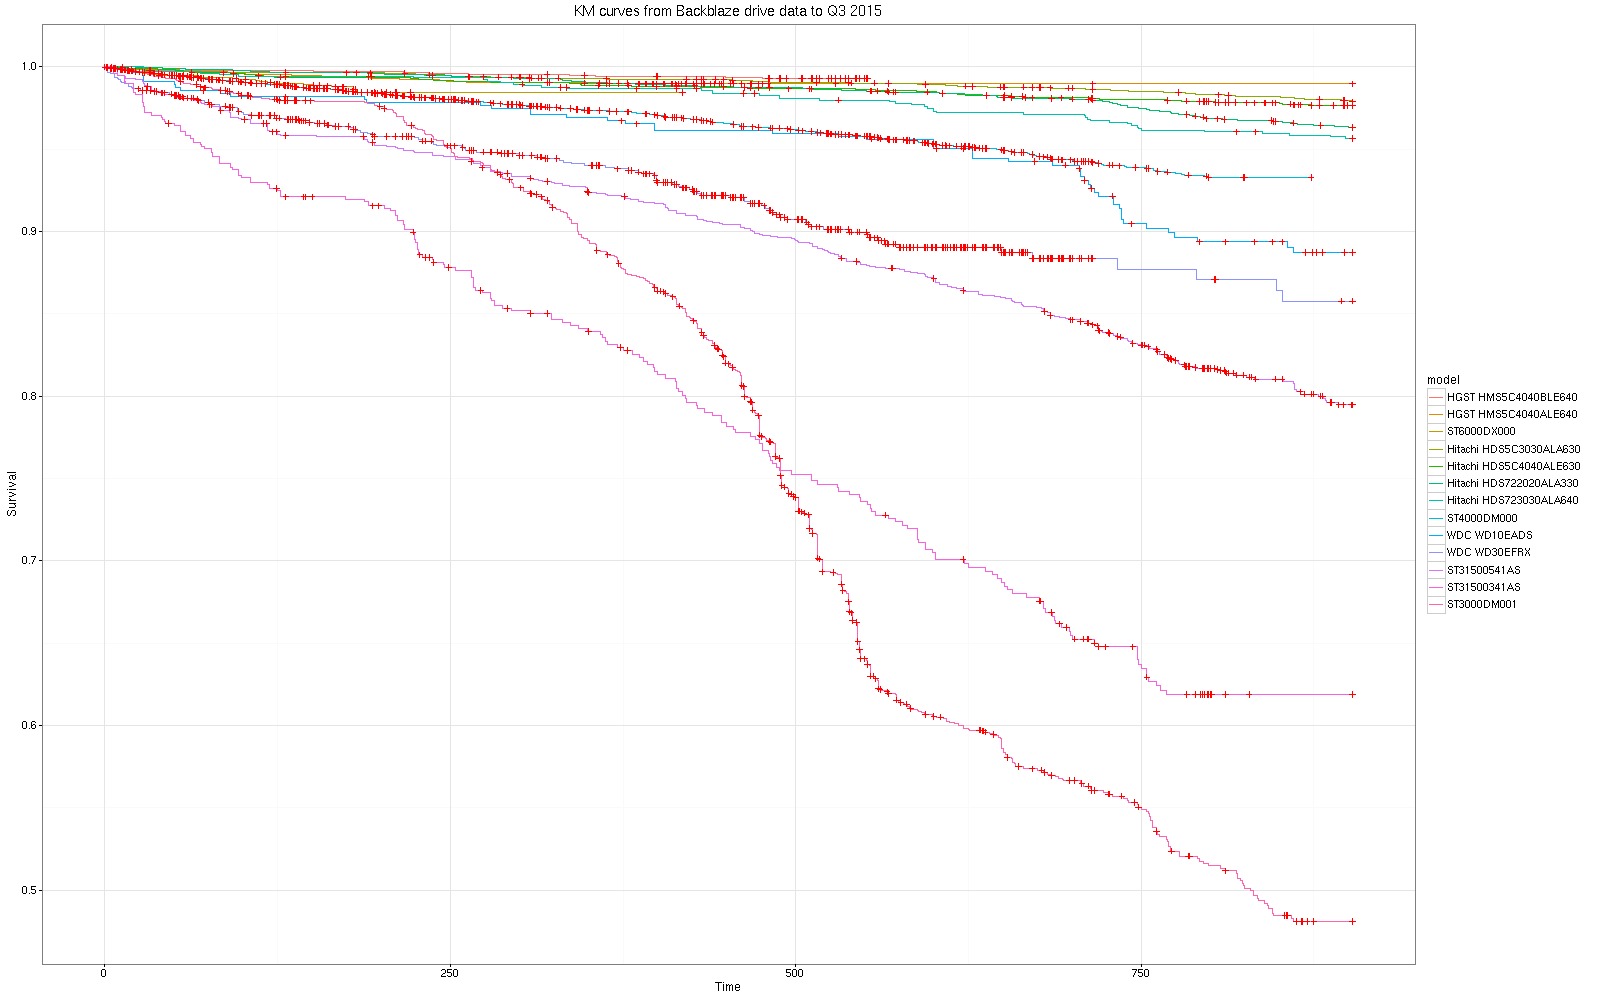 KM curves from Backblaze drive data to Q3 2015
1.0
0.9
0.8
0.7
0.6
0.5
Survival
0
250
500
750
Time
model
HGST HMS5C4040BLE640
HGST HMS5C4040ALE640
ST6000DX000
Hitachi HDS5C3030ALA630
Hitachi HDS5C4040ALE630
Hitachi HDS722020ALA330
Hitachi HDS723030ALA640
ST4000DM000
WDC WD10EADS
WDC WD30EFRX
ST31500541AS
ST31500341AS
ST3000DM001